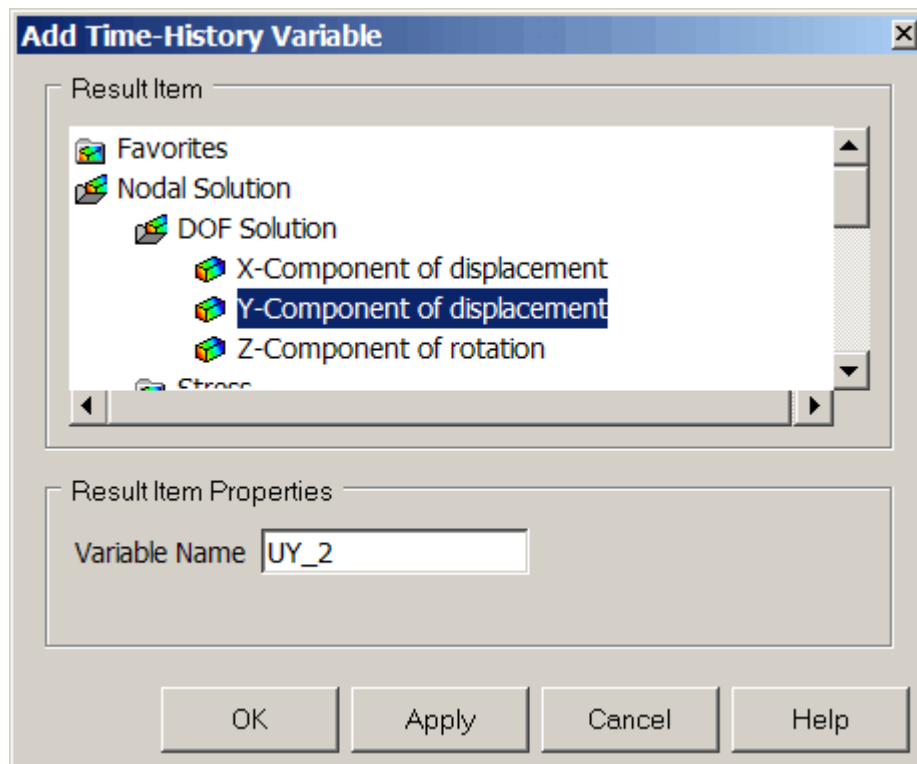 Add Time-History Variable
Result Item
Favorites
Nodal Solution
DOF Solution
X-Component of displacement
Y-Component of displacement
Z-Component of rotation
Stress
Result Item Properties
Variable Name UY_2
OK Apply Cancel Help